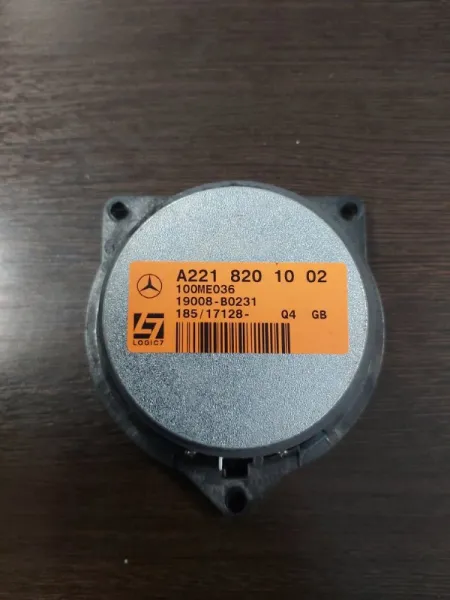 A221 820 10 02
100ME036
19008-B0231
185/17128- Q4 GB
LOGIC7